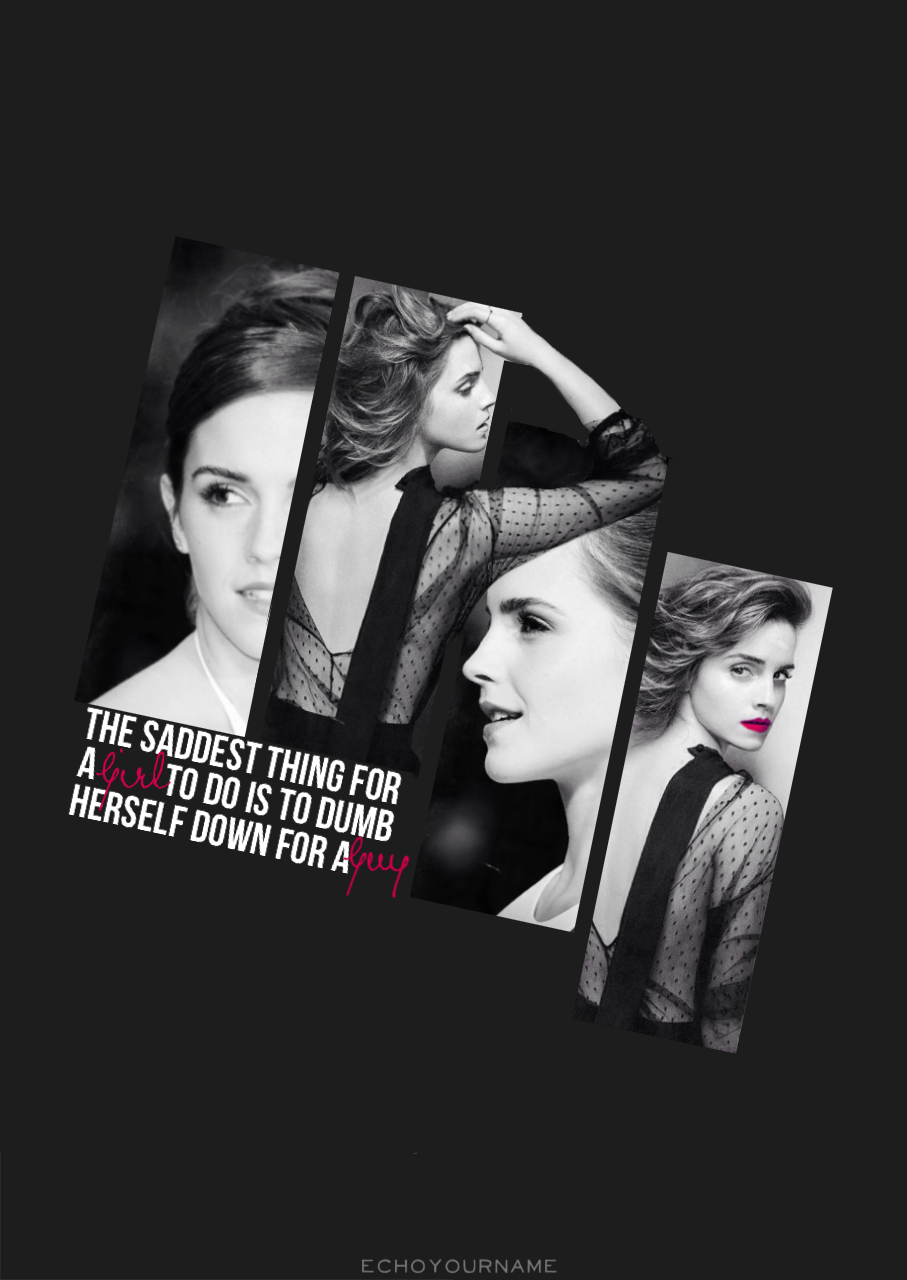 THE SADDEST THING FOR
A girl TO DO IS TO DUMB
HERSELF DOWN FOR A guy
ECHOYOURNAME